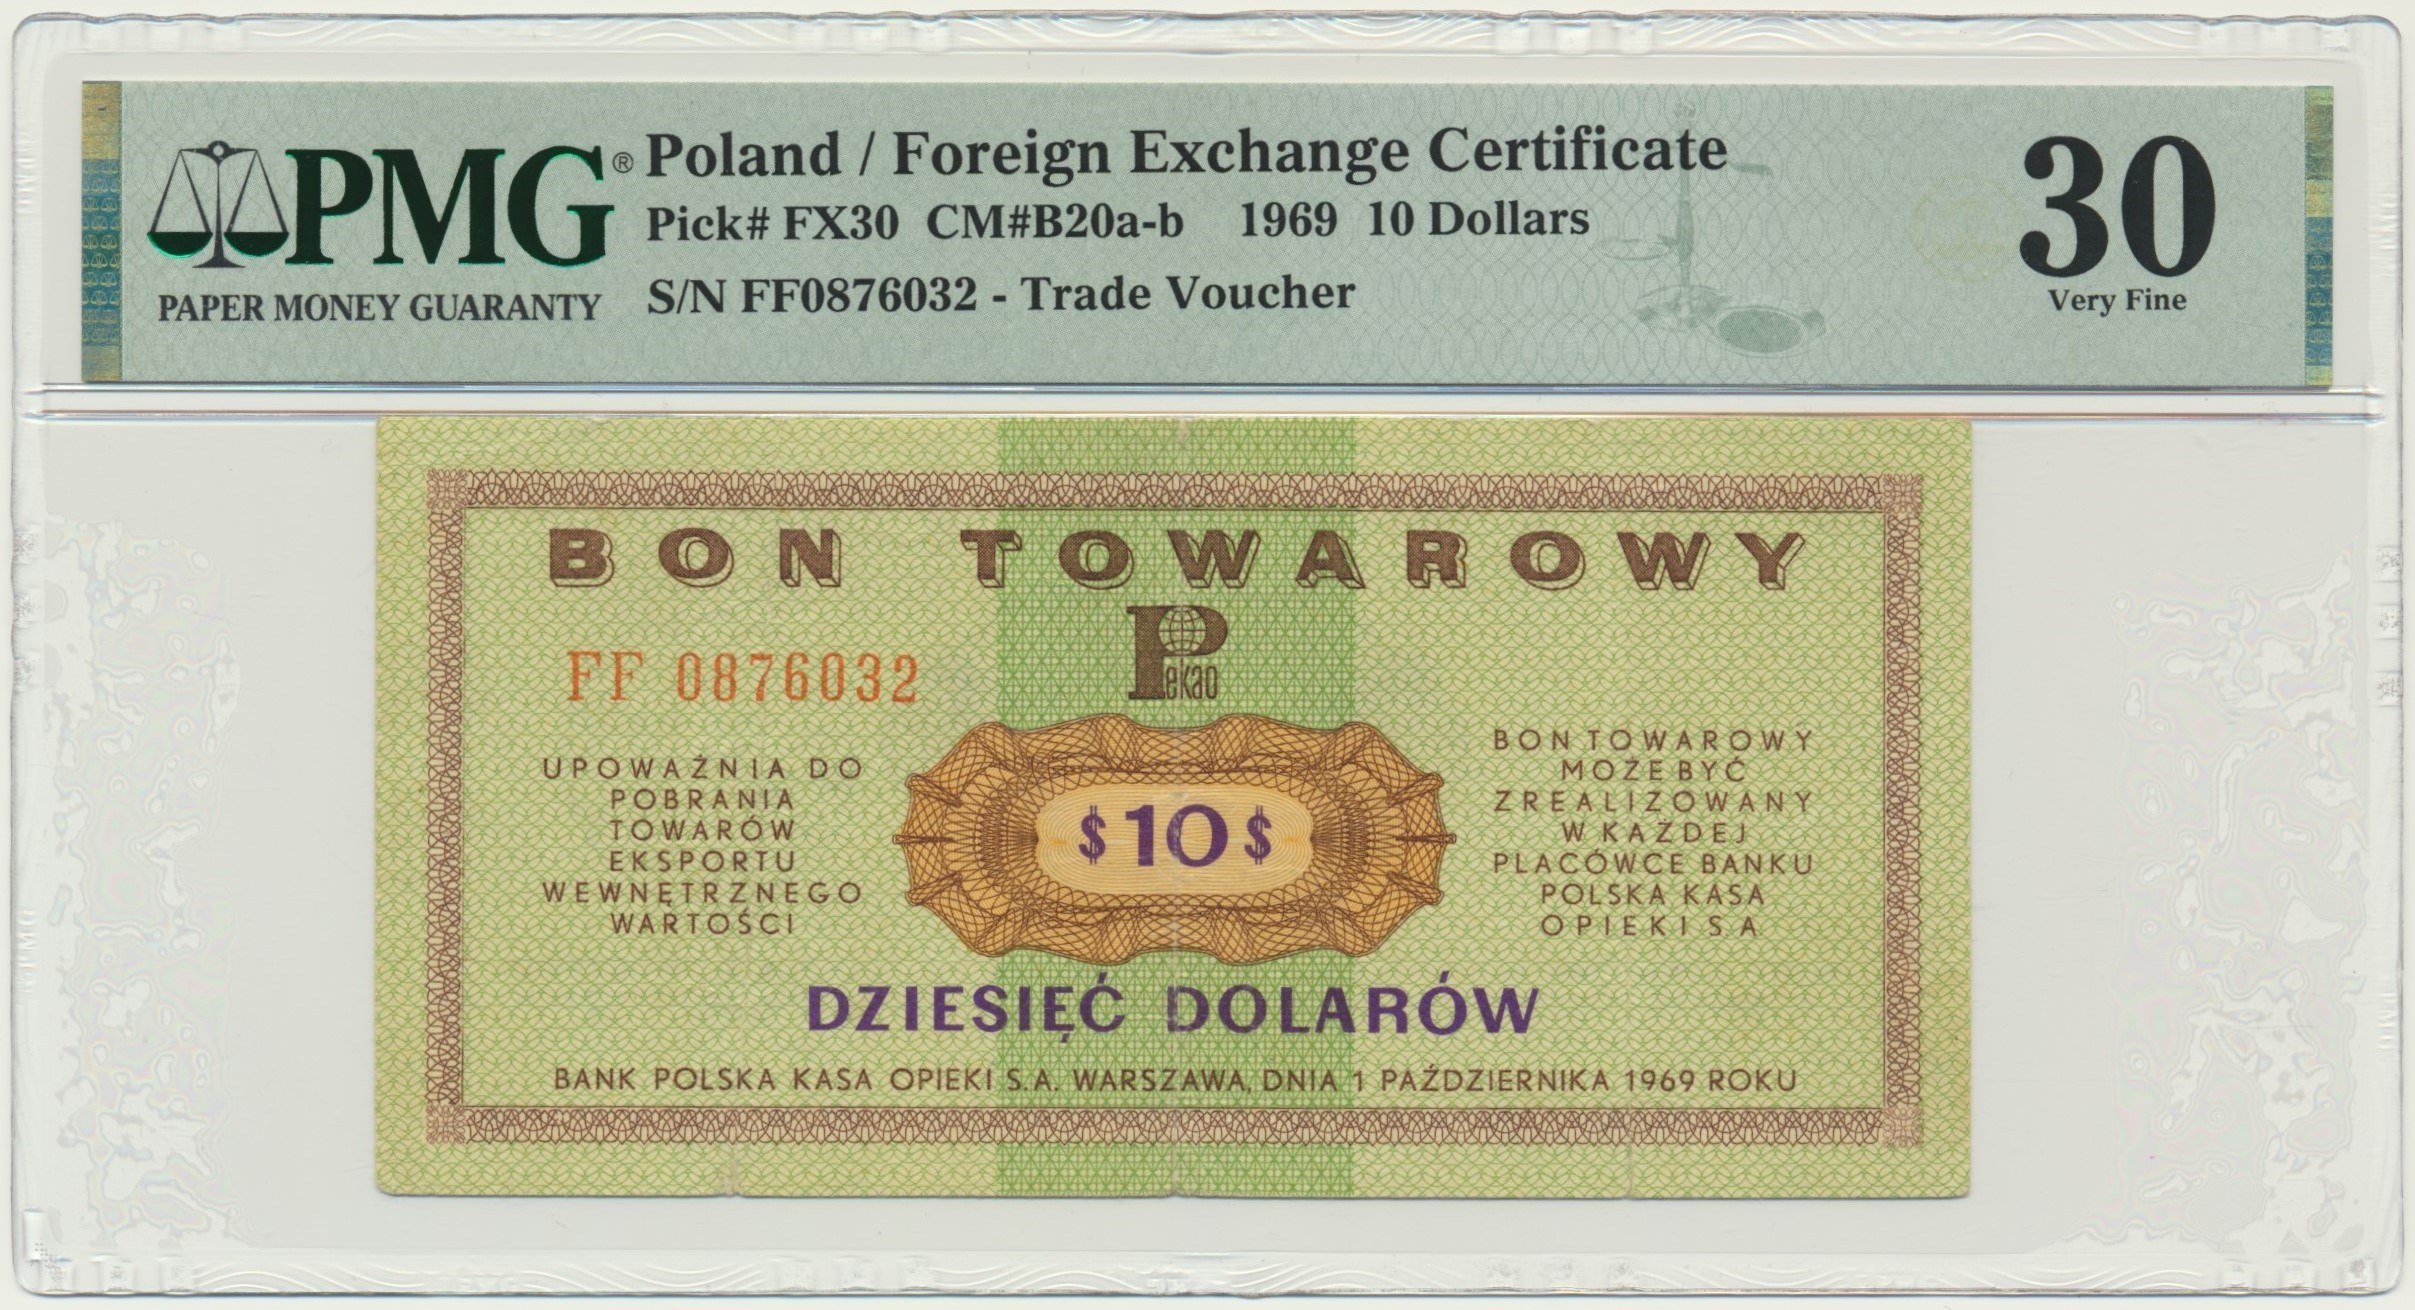 PMG®
PAPER MONEY GUARANTY
Poland / Foreign Exchange Certificate
Pick# FX30 CM#B20a-b 1969 10 Dollars
S/N FF0876032 - Trade Voucher
30
Very Fine
BON TOWAROWY
Pekao
FF 0876032
UPOWAŻNIA DO
POBRANIA
TOWARÓW
EKSPORTU
WEWNĘTRZNEGO
WARTOŚCI
$10$
BON TOWAROWY
MOŻE BYĆ
ZREALIZOWANY
W KAŻDEJ
PLACÓWCE BANKU
POLSKA KASA
OPIEKI S A
DZIESIĘĆ DOLARÓW
BANK POLSKA KASA OPIEKI S.A. WARSZAWA, DNIA 1 PAŹDZIERNIKA 1969 ROKU